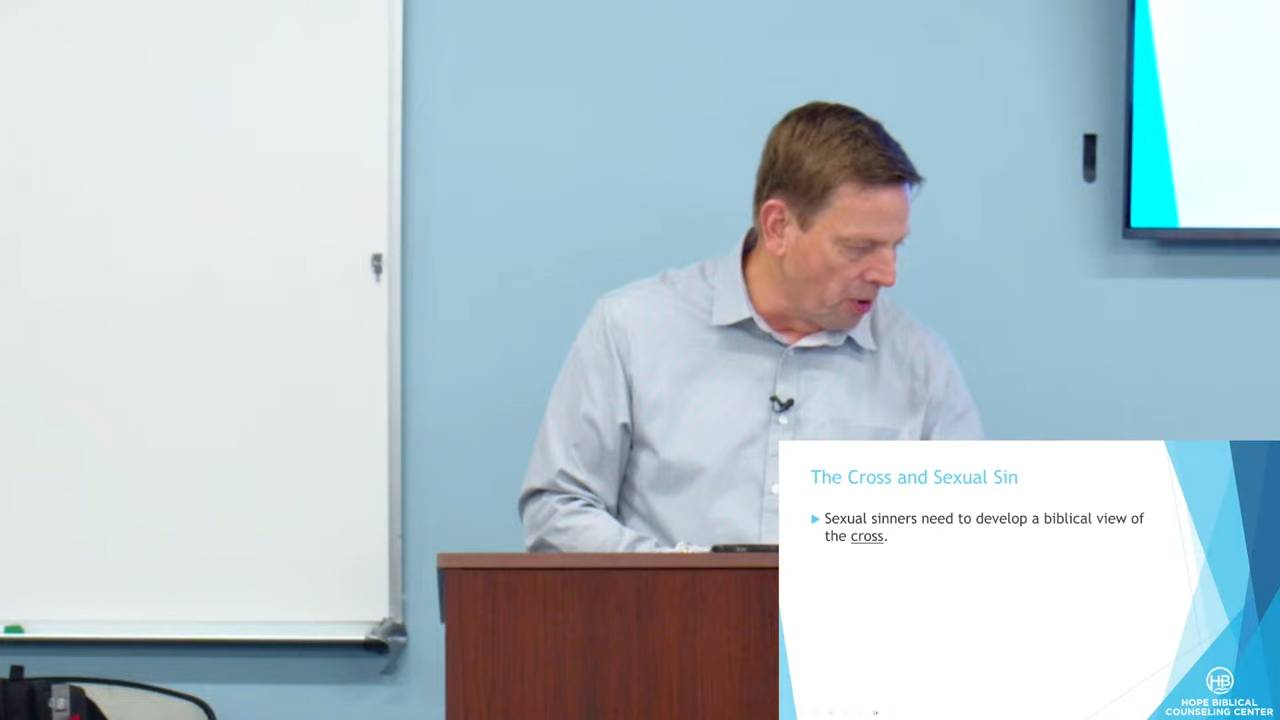 The Cross and Sexual Sin
Sexual sinners need to develop a biblical view of
the cross.
HB
HOPE BIBLICAL
COUNSELING CENTER